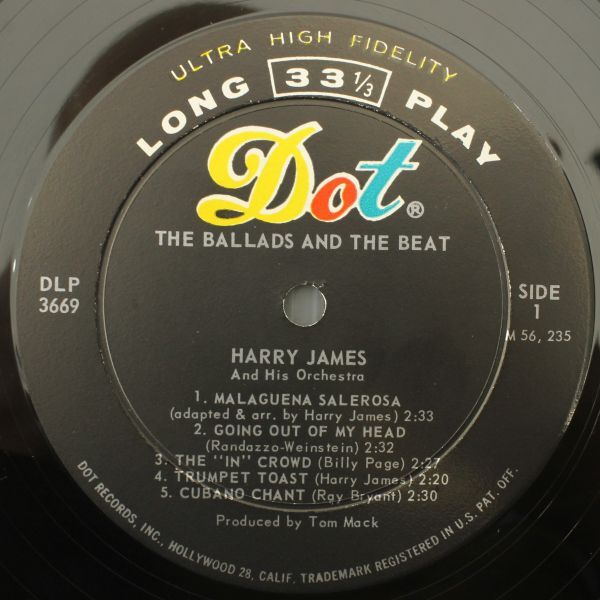 ULTRA HIGH FIDELITY
LONG 33 1/3 PLAY
Dot®
THE BALLADS AND THE BEAT
DLP
3669
SIDE
1
M 56, 235
HARRY JAMES
And His Orchestra
1. MALAGUENA SALEROSA
(adapted & arr. by Harry James) 2:33
2. GOING OUT OF MY HEAD
(Randazzo-Weinstein) 2:32
3. THE "IN" CROWD (Billy Page) 2:27
4. TRUMPET TOAST (Harry James) 2:20
5. CUBANO CHANT (Ray Bryant) 2:30
Produced by Tom Mack
DOT RECORDS, INC., HOLLYWOOD 28, CALIF. TRADEMARK REGISTERED IN U.S. PAT. OFF.